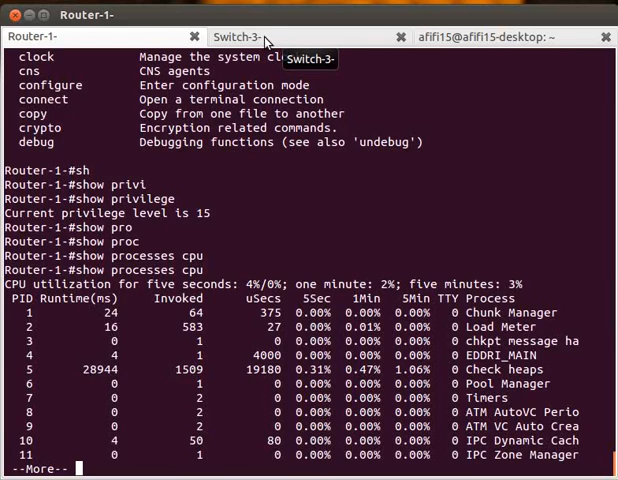 Router-1-
Router-1- Switch-3- afifi15@afifi15-desktop: ~
Switch-3-
clock Manage the system cl
cns CNS agents
configure Enter configuration mode
connect Open a terminal connection
copy Copy from one file to another
crypto Encryption related commands.
debug Debugging functions (see also 'undebug')
Router-1-#sh
Router-1-#show privi
Router-1-#show privilege
Current privilege level is 15
Router-1-#show pro
Router-1-#show proc
Router-1-#show processes cpu
Router-1-#show processes cpu
CPU utilization for five seconds: 4%/0%; one minute: 2%; five minutes: 3%
PID Runtime(ms) Invoked uSecs 5Sec 1Min 5Min TTY Process
1 24 64 375 0.00% 0.00% 0.00% 0 Chunk Manager
2 16 583 27 0.00% 0.01% 0.00% 0 Load Meter
3 0 1 0 0.00% 0.00% 0.00% 0 chkpt message ha
4 4 1 4000 0.00% 0.00% 0.00% 0 EDDRI_MAIN
5 28944 1509 19180 0.31% 0.47% 1.06% 0 Check heaps
6 0 1 0 0.00% 0.00% 0.00% 0 Pool Manager
7 0 2 0 0.00% 0.00% 0.00% 0 Timers
8 0 2 0 0.00% 0.00% 0.00% 0 ATM AutoVC Perio
9 0 2 0 0.00% 0.00% 0.00% 0 ATM VC Auto Crea
10 4 50 80 0.00% 0.00% 0.00% 0 IPC Dynamic Cach
11 0 1 0 0.00% 0.00% 0.00% 0 IPC Zone Manager
--More--